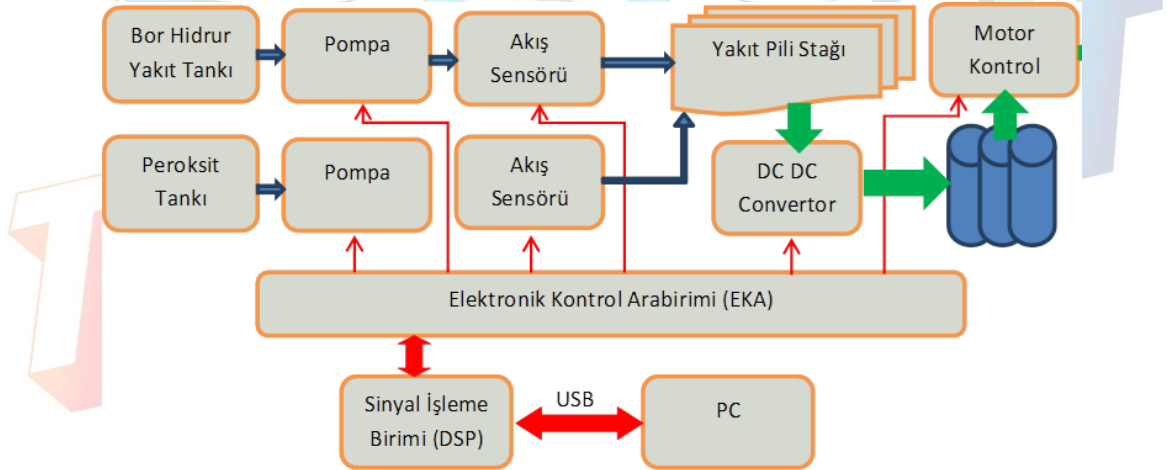 Bor Hidrur
Yakıt Tankı
Pompa
Akış
Sensörü
Yakıt Pili Stağı
Motor
Kontrol
Peroksit
Tankı
Pompa
Akış
Sensörü
DC DC
Convertor
Elektronik Kontrol Arabirimi (EKA)
Sinyal İşleme
Birimi (DSP)
USB
PC